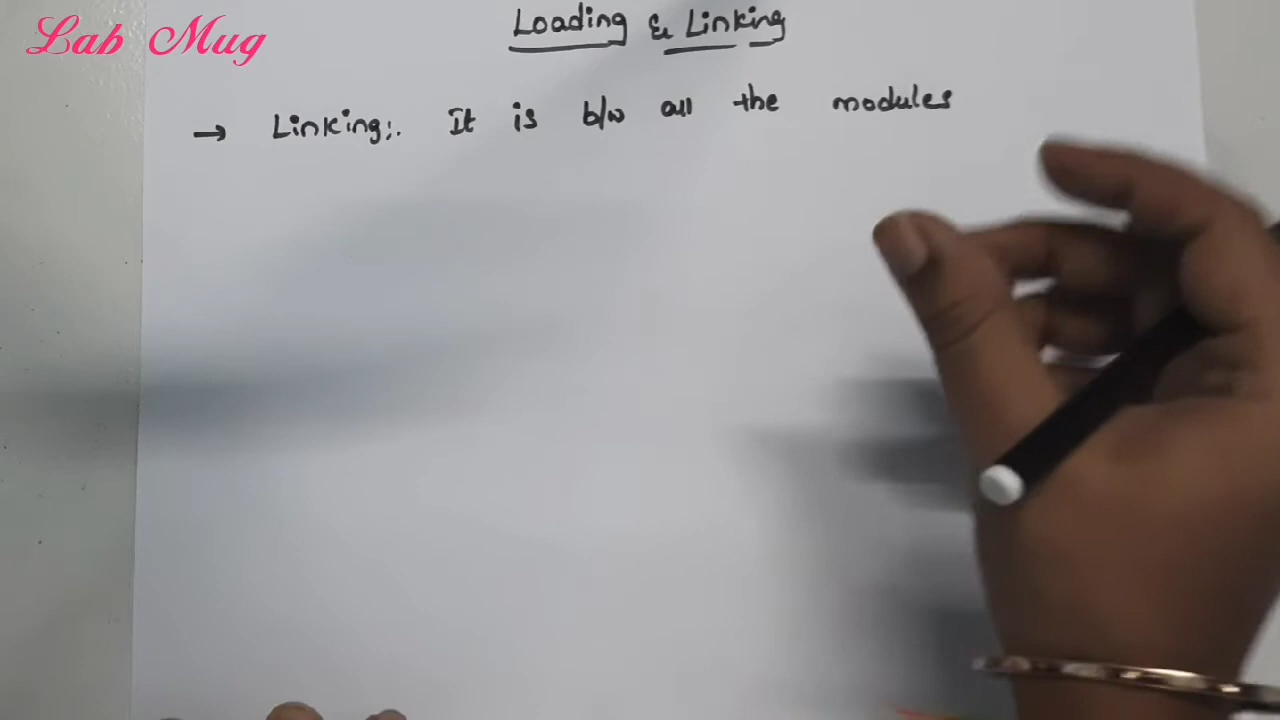 Lab Mug
Loading & Linking
→ Linking:. It is b/w all the modules